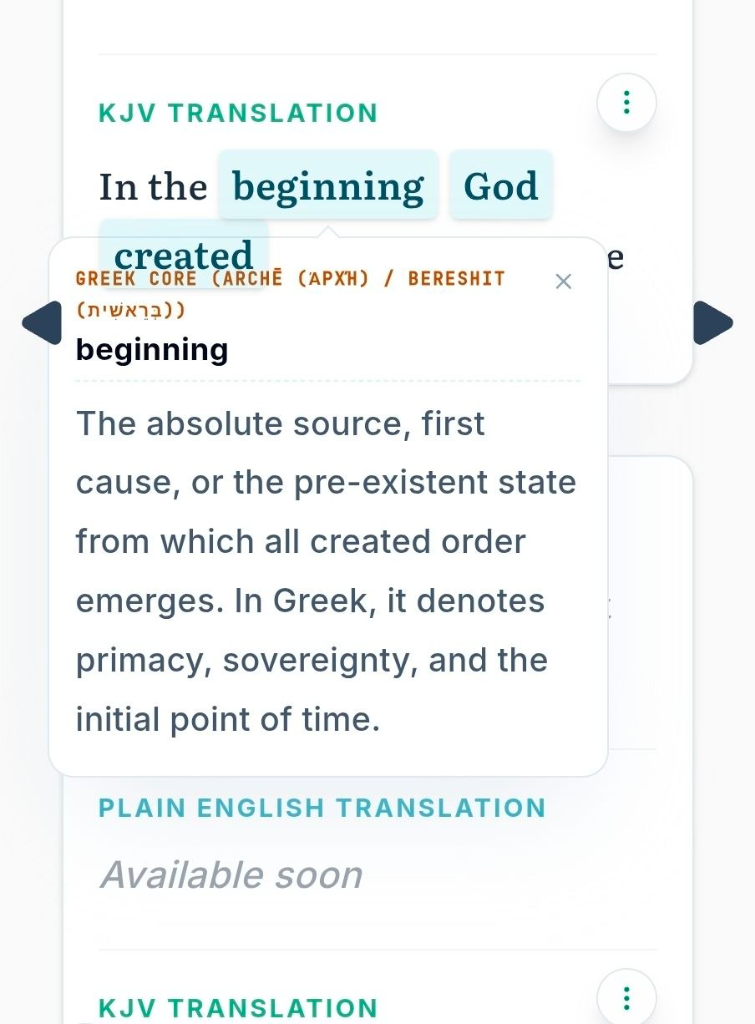 KJV TRANSLATION
In the beginning God
created
e
GREEK CORE (ARCHĒ (ἈΡΧΉ) / BERESHIT
(בְּרֵאשִׁית))
beginning
The absolute source, first
cause, or the pre-existent state
from which all created order
emerges. In Greek, it denotes
primacy, sovereignty, and the
initial point of time.
PLAIN ENGLISH TRANSLATION
Available soon
KJV TRANSLATION